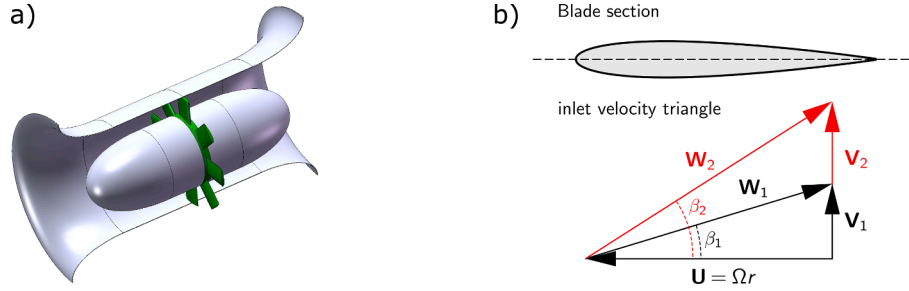 a)
b)
Blade section
inlet velocity triangle
W₂
V₂
W₁
β₂
V₁
β₁
U = Ωr